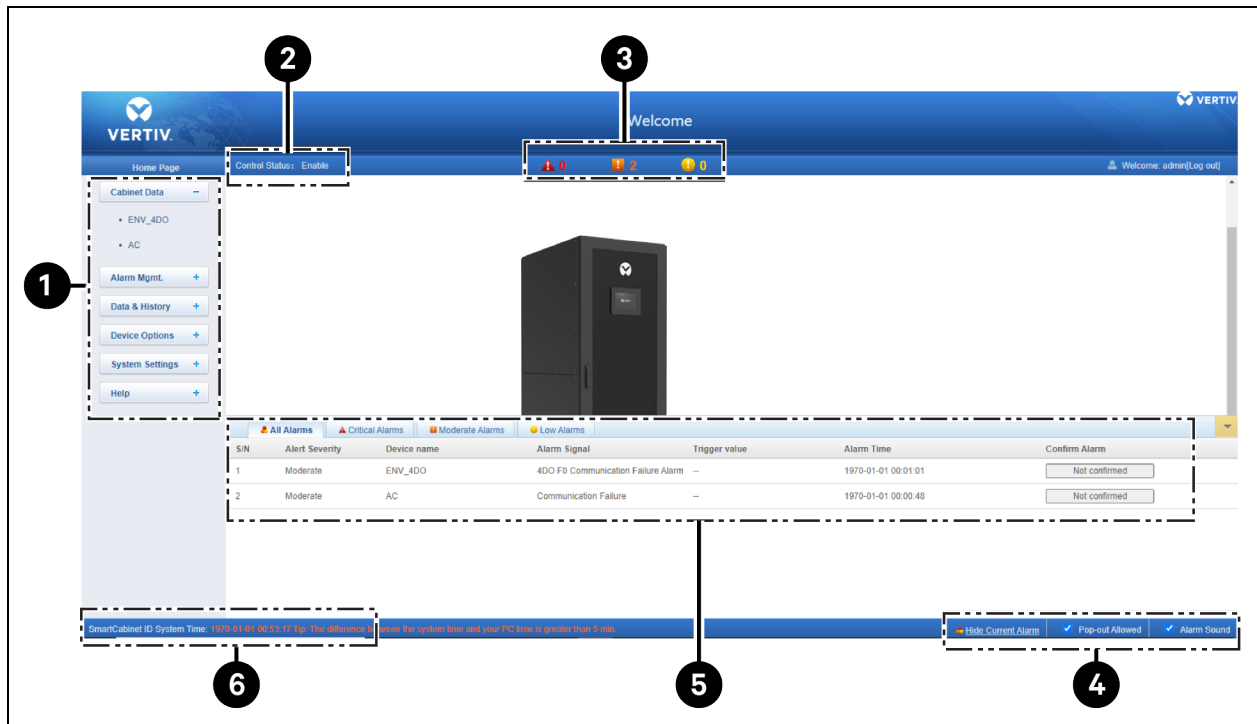 2
3
VERTIV.
Welcome
VERTIV.
Home Page
Control Status: Enable
0
2
0
Welcome: admin[Log out]
Cabinet Data −
• ENV_4DO
• AC
1
Alarm Mgmt. +
Data & History +
Device Options +
System Settings +
Help +
All Alarms
Critical Alarms
Moderate Alarms
Low Alarms
S/N Alert Severity Device name Alarm Signal Trigger value Alarm Time Confirm Alarm
1 Moderate ENV_4DO 4DO F0 Communication Failure Alarm -- 1970-01-01 00:01:01 Not confirmed
2 Moderate AC Communication Failure -- 1970-01-01 00:00:48 Not confirmed
SmartCabinet ID System Time: 1970-01-01 00:53:17 Tip: The difference between the system time and your PC time is greater than 5 min.
Hide Current Alarm
Pop-out Allowed
Alarm Sound
6
5
4